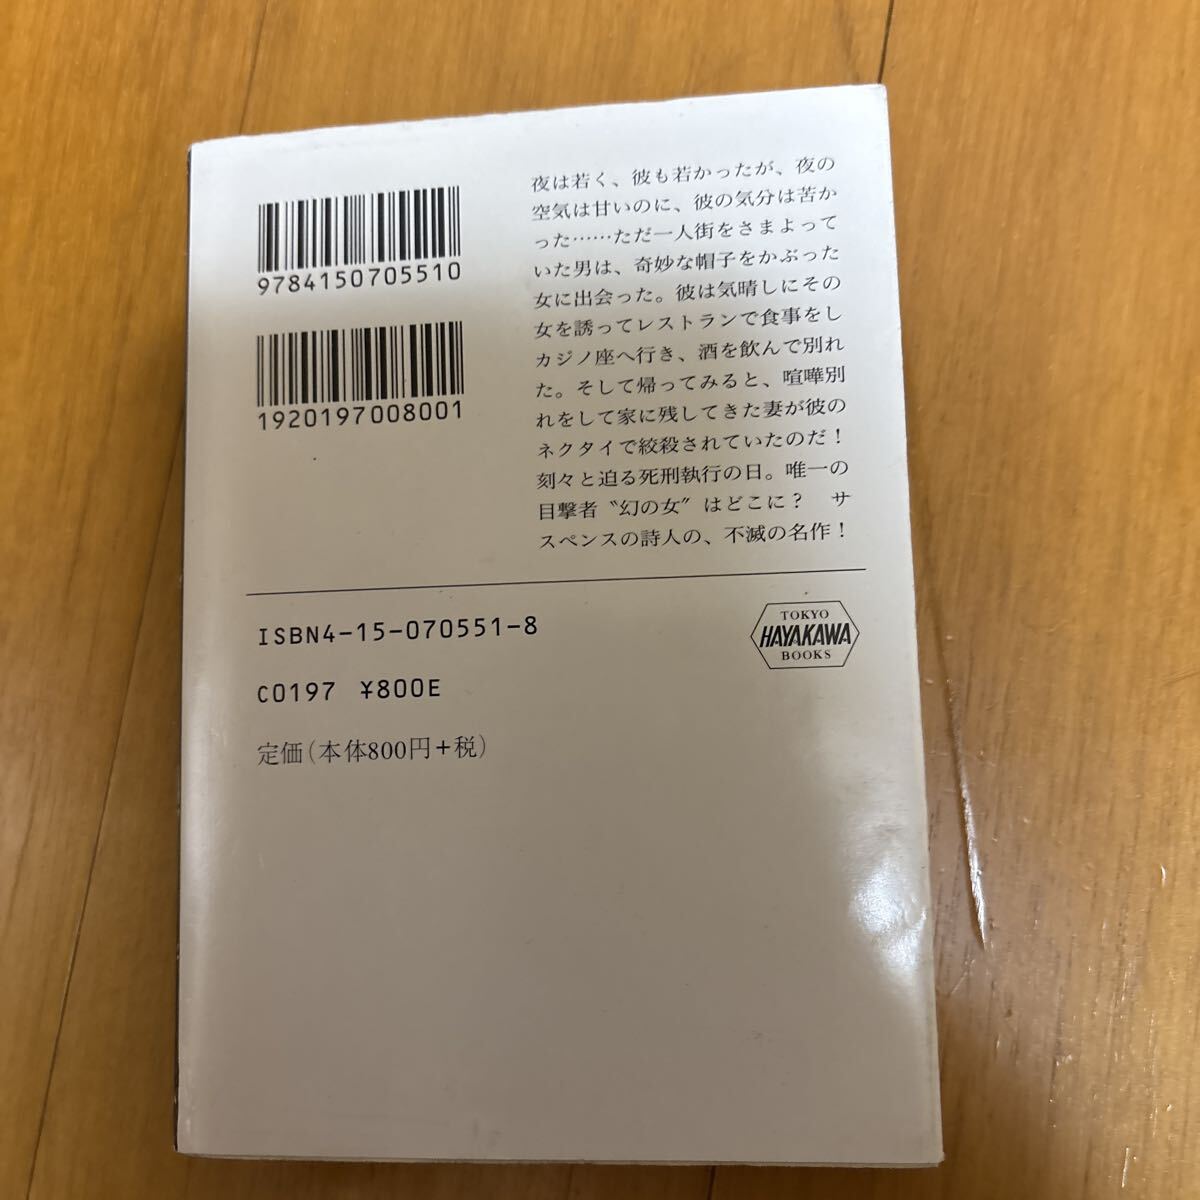 9784150705510
1920197008001
夜は若く、彼も若かったが、夜の
空気は甘いのに、彼の気分は苦か
った……ただ一人街をさまよって
いた男は、奇妙な帽子をかぶった
女に出会った。彼は気晴しにその
女を誘ってレストランで食事をし
カジノ座へ行き、酒を飲んで別れ
た。そして帰ってみると、喧嘩別
れをして家に残してきた妻が彼の
ネクタイで絞殺されていたのだ！
刻々と迫る死刑執行の日。唯一の
目撃者〝幻の女〟はどこに？　サ
スペンスの詩人の、不滅の名作！
ISBN4-15-070551-8
C0197 ¥800E
定価(本体800円+税)
TOKYO
HAYAKAWA
BOOKS